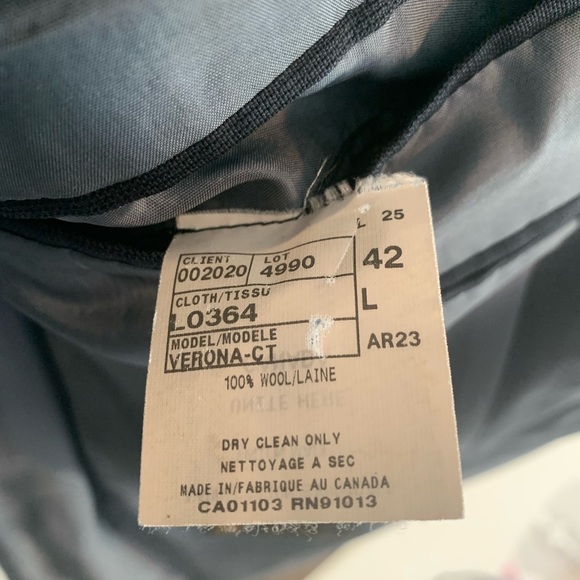 L 25
CLIENT LOT
002020 4990 42
CLOTH/TISSU
L0364 L
MODEL/MODELE
VERONA-CT AR23
100% WOOL/LAINE
DRY CLEAN ONLY
NETTOYAGE A SEC
MADE IN/FABRIQUE AU CANADA
CA01103 RN91013